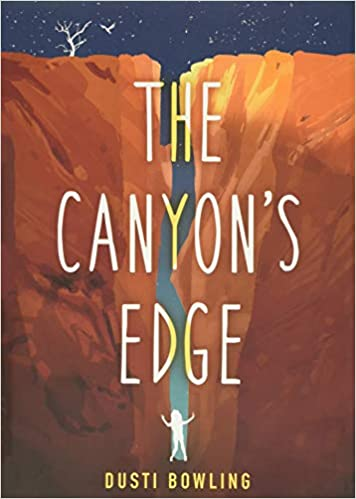 THE
CANYON'S
EDGE
DUSTI BOWLING